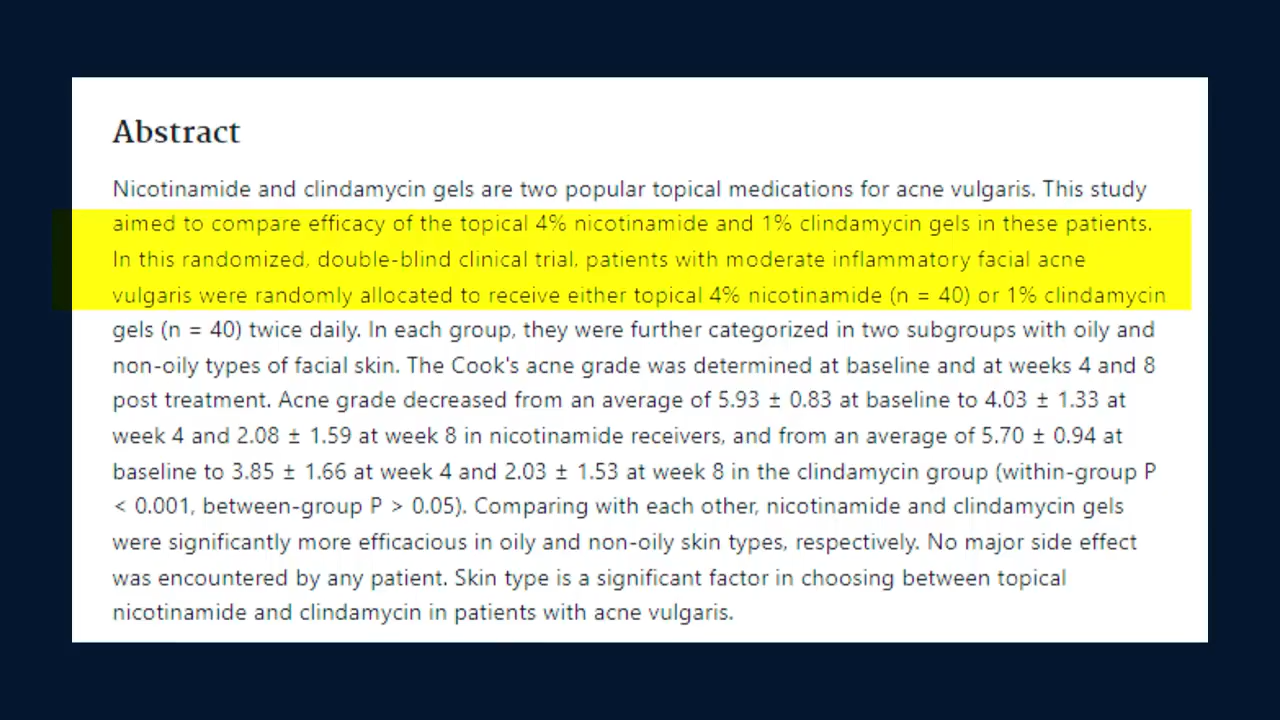 Abstract
Nicotinamide and clindamycin gels are two popular topical medications for acne vulgaris. This study
aimed to compare efficacy of the topical 4% nicotinamide and 1% clindamycin gels in these patients.
In this randomized, double-blind clinical trial, patients with moderate inflammatory facial acne
vulgaris were randomly allocated to receive either topical 4% nicotinamide (n = 40) or 1% clindamycin
gels (n = 40) twice daily. In each group, they were further categorized in two subgroups with oily and
non-oily types of facial skin. The Cook's acne grade was determined at baseline and at weeks 4 and 8
post treatment. Acne grade decreased from an average of 5.93 ± 0.83 at baseline to 4.03 ± 1.33 at
week 4 and 2.08 ± 1.59 at week 8 in nicotinamide receivers, and from an average of 5.70 ± 0.94 at
baseline to 3.85 ± 1.66 at week 4 and 2.03 ± 1.53 at week 8 in the clindamycin group (within-group P
< 0.001, between-group P > 0.05). Comparing with each other, nicotinamide and clindamycin gels
were significantly more efficacious in oily and non-oily skin types, respectively. No major side effect
was encountered by any patient. Skin type is a significant factor in choosing between topical
nicotinamide and clindamycin in patients with acne vulgaris.